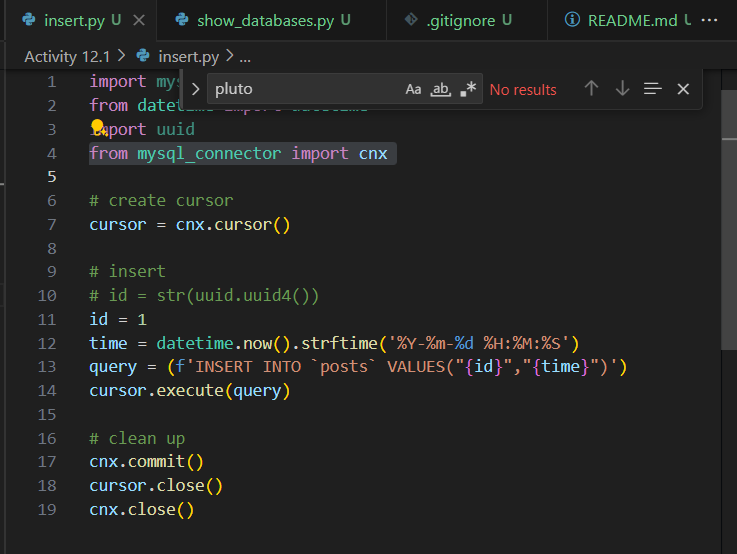 insert.py U
show_databases.py U
.gitignore U
README.md
Activity 12.1 > insert.py > ...
pluto
Aa ab .*
No results
1 import
2 from datetime import datetime
3 import uuid
4 from mysql_connector import cnx
5
6 # create cursor
7 cursor = cnx.cursor()
8
9 # insert
10 # id = str(uuid.uuid4())
11 id = 1
12 time = datetime.now().strftime('%Y-%m-%d %H:%M:%S')
13 query = (f'INSERT INTO `posts` VALUES("{id}","{time}")')
14 cursor.execute(query)
15
16 # clean up
17 cnx.commit()
18 cursor.close()
19 cnx.close()